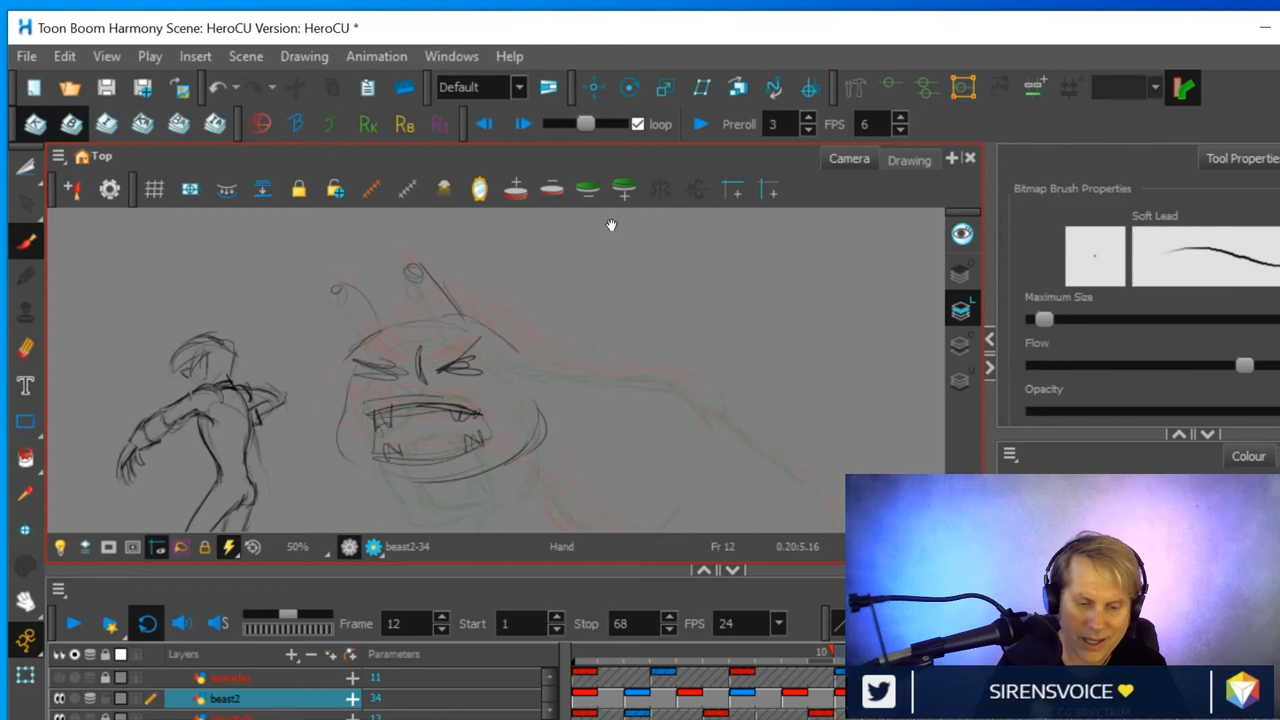 Toon Boom Harmony Scene: HeroCU Version: HeroCU *
File Edit View Play Insert Scene Drawing Animation Windows Help
Default
loop Preroll 3 FPS 6
Top Camera Drawing Tool Propertie
Bitmap Brush Properties
Soft Lead
Maximum Size
Flow
Opacity
Colour
50% beast2-34 Hand Fr 12 0.20:5.16
Frame 12 Start 1 Stop 68 FPS 24
Layers Parameters 10
11
beast2 34
13
SIRENSVOICE